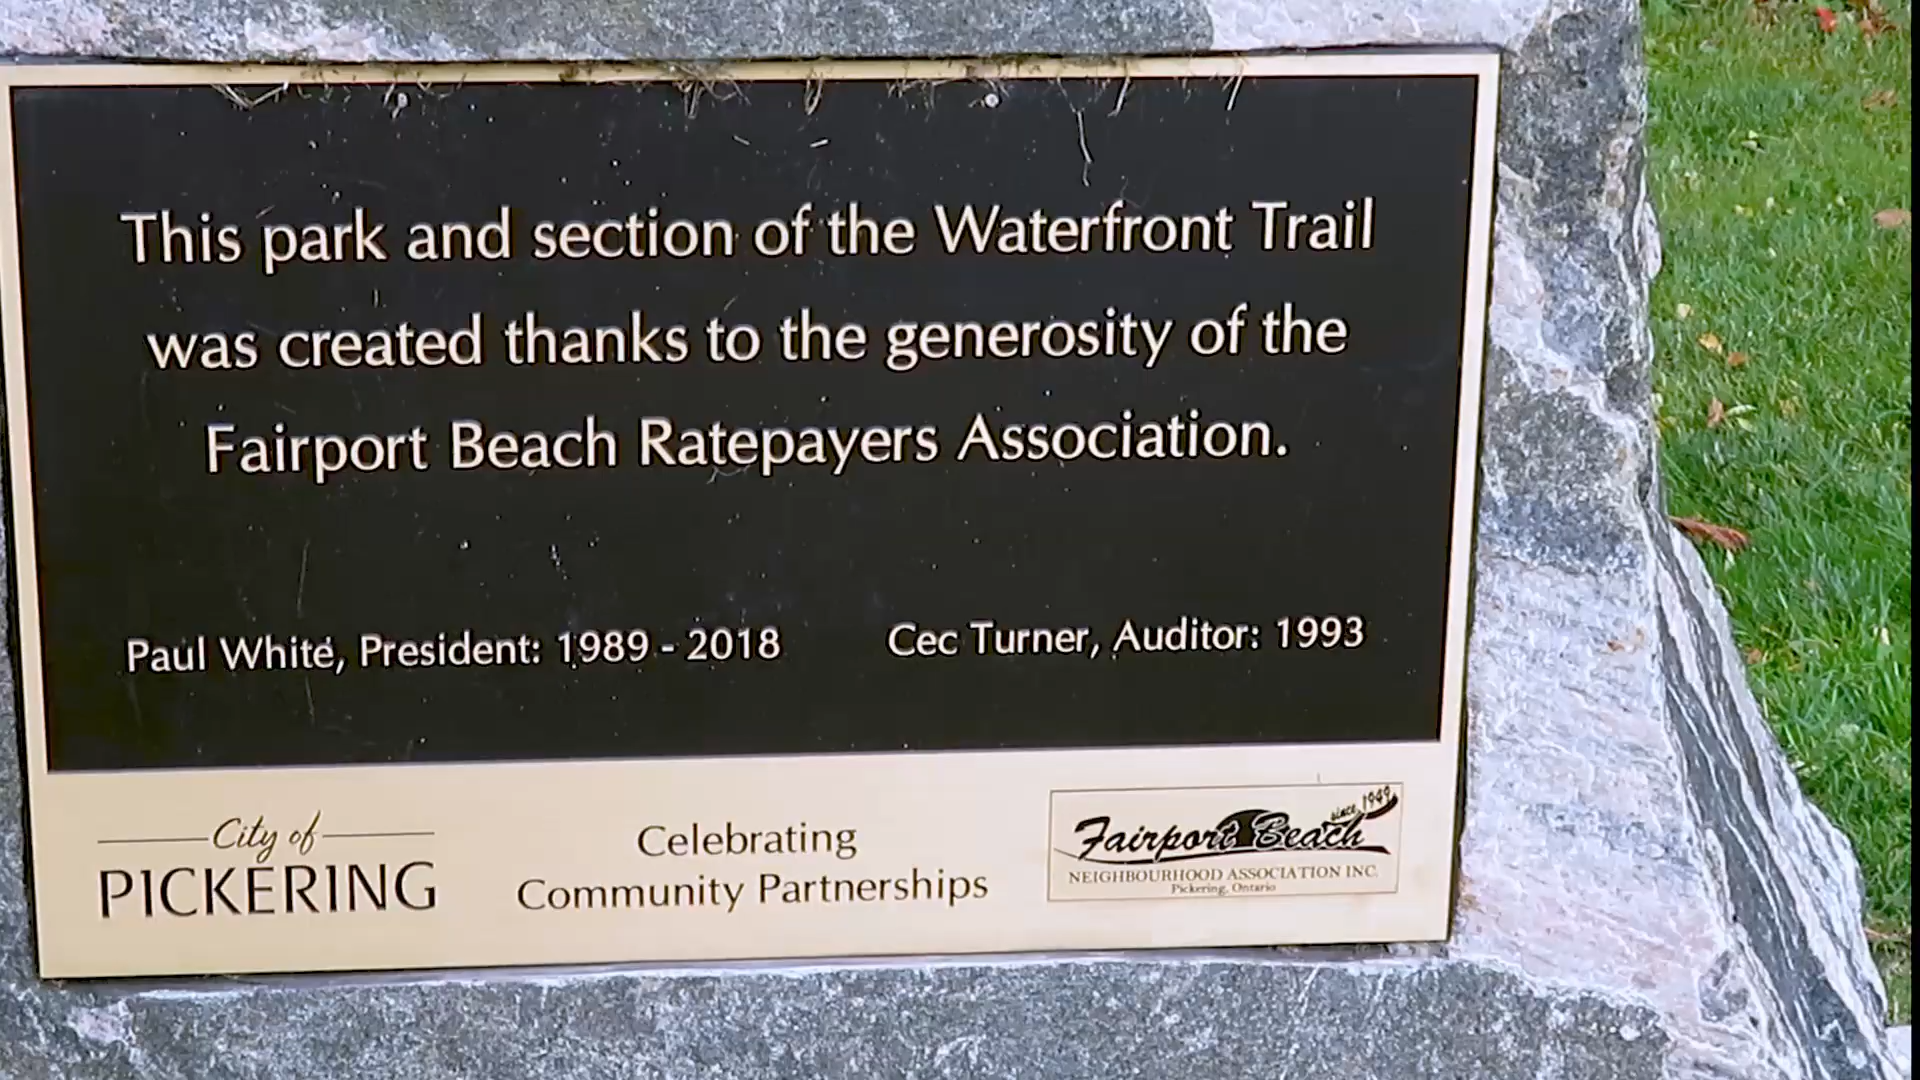 This park and section of the Waterfront Trail
was created thanks to the generosity of the
Fairport Beach Ratepayers Association.
Paul White, President: 1989 - 2018 Cec Turner, Auditor: 1993
City of
PICKERING
Celebrating
Community Partnerships
since 1949
Fairport Beach
NEIGHBOURHOOD ASSOCIATION INC.
Pickering, Ontario